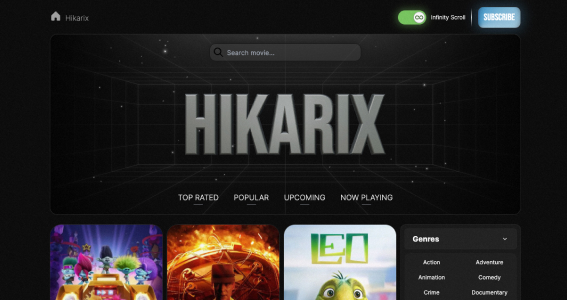 Hikarix
Infinity Scroll
SUBSCRIBE
Search movie...
HIKARIX
TOP RATED POPULAR UPCOMING NOW PLAYING
LEO
Genres
Action Adventure
Animation Comedy
Crime Documentary